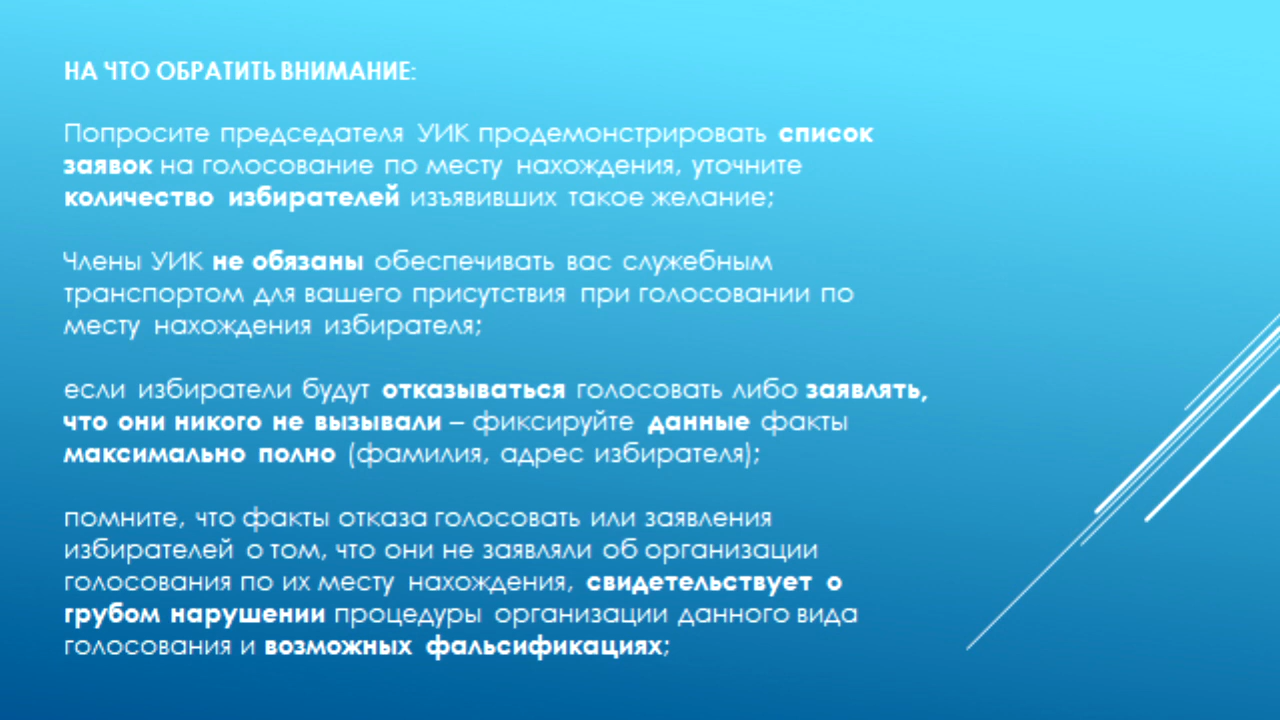 НА ЧТО ОБРАТИТЬ ВНИМАНИЕ:
Попросите председателя УИК продемонстрировать список
заявок на голосование по месту нахождения, уточните
количество избирателей изъявивших такое желание;
Члены УИК не обязаны обеспечивать вас служебным
транспортом для вашего присутствия при голосовании по
месту нахождения избирателя;
если избиратели будут отказываться голосовать либо заявлять,
что они никого не вызывали – фиксируйте данные факты
максимально полно (фамилия, адрес избирателя);
помните, что факты отказа голосовать или заявления
избирателей о том, что они не заявляли об организации
голосования по их месту нахождения, свидетельствует о
грубом нарушении процедуры организации данного вида
голосования и возможных фальсификациях;